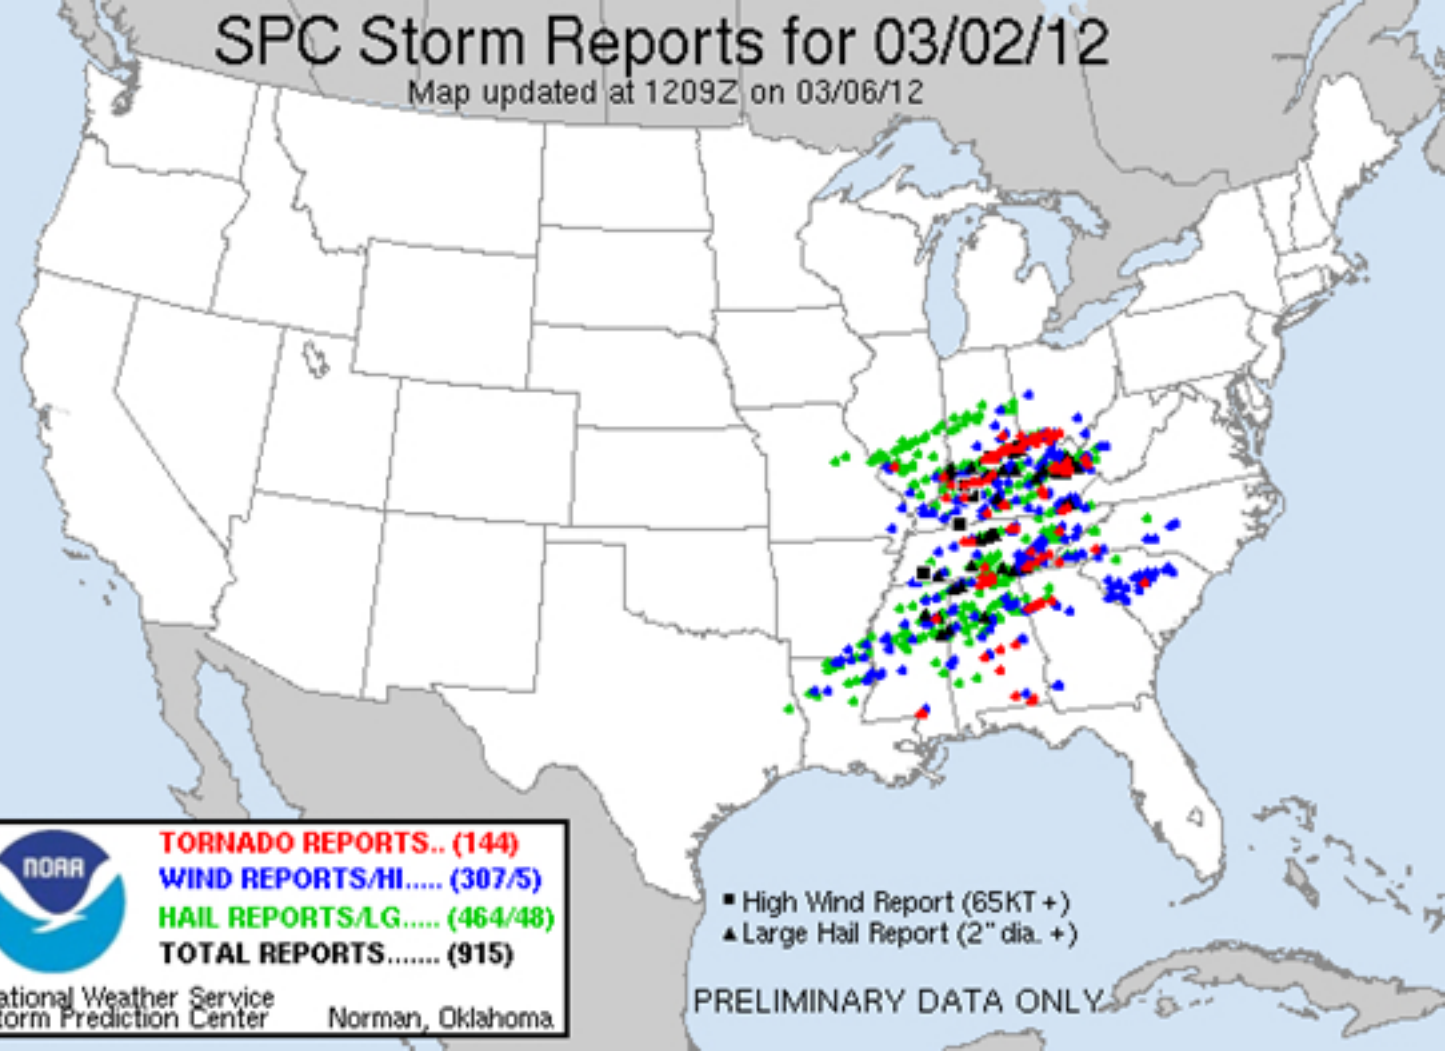 SPC Storm Reports for 03/02/12
Map updated at 1209Z on 03/06/12
NOAA
TORNADO REPORTS.. (144)
WIND REPORTS/HI..... (307/5)
HAIL REPORTS/LG..... (464/48)
TOTAL REPORTS....... (915)
ational Weather Service
torm Prediction Center Norman, Oklahoma
■ High Wind Report (65KT +)
▲ Large Hail Report (2" dia. +)
PRELIMINARY DATA ONLY